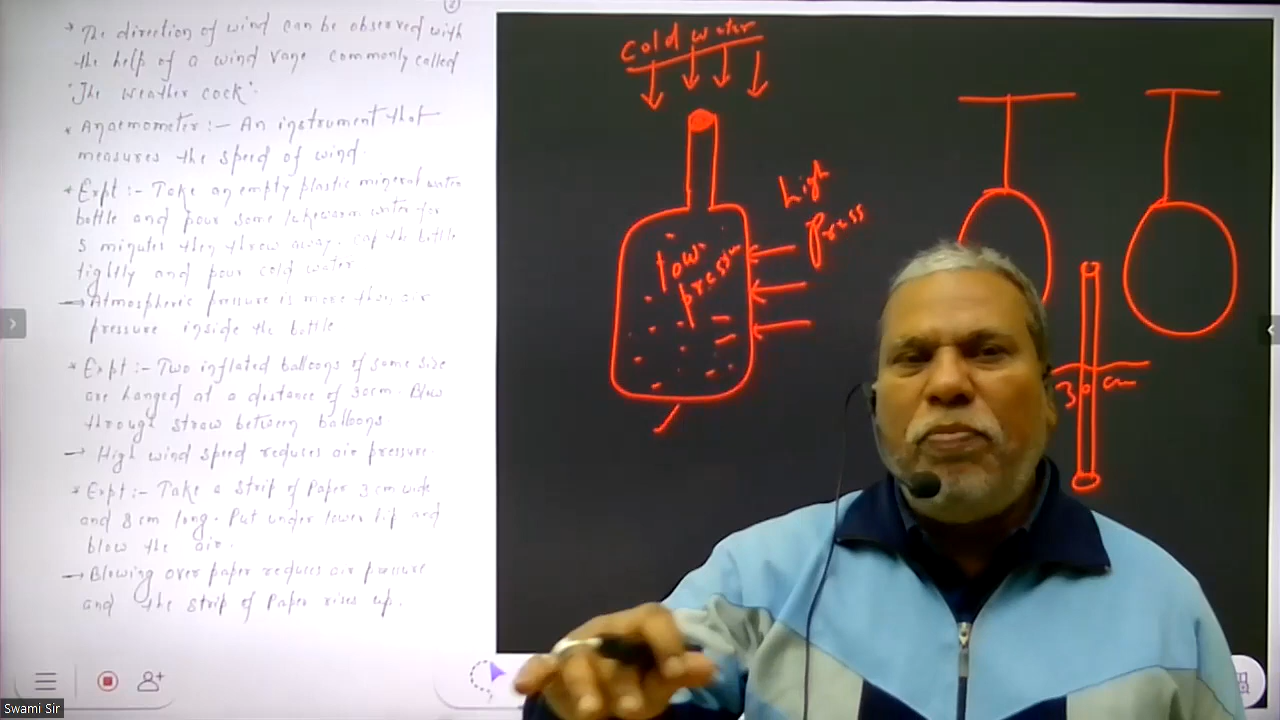 2
* The direction of wind can be observed with
the help of a wind vane commonly called
"The weather cock".
* Anaemometer :- An instrument that
measures the speed of wind.
* Expt :- Take an empty plastic mineral water
bottle and pour some lukewarm water for
5 minutes they throw away. cap the bottle
tightly and pour cold water
→ Atmospheric pressure is more than air
pressure inside the bottle
* Expt :- Two inflated balloons of same size
are hanged at a distance of 30cm. Blow
through straw between balloons
→ High wind speed reduces air pressure.
* Expt :- Take a strip of Paper 3 cm wide
and 8 cm long. Put under lower lip and
blow the air.
→ Blowing over paper reduces air pressure
and the strip of Paper rises up.
cold water
High
Press
low
pressure
30 cm
Swami Sir